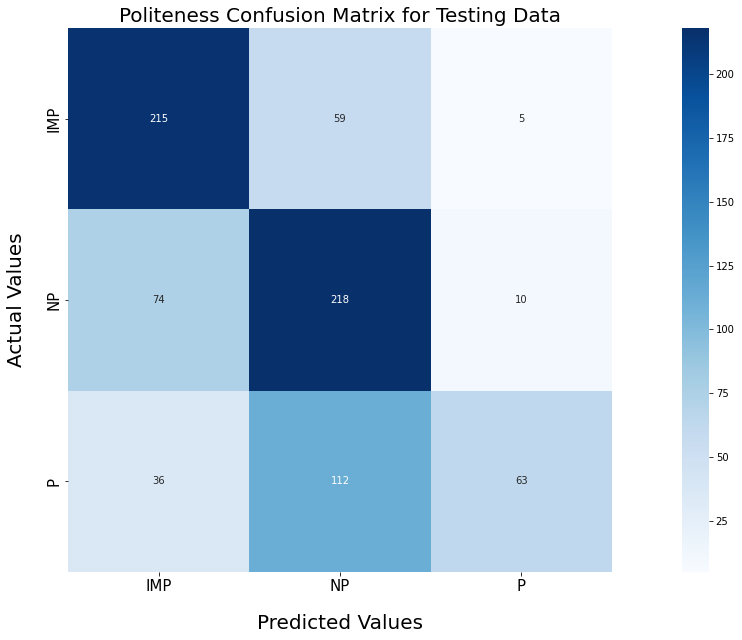 Politeness Confusion Matrix for Testing Data
Actual Values
IMP
215 59 5
NP
74 218 10
P
36 112 63
IMP NP P
Predicted Values
200
175
150
125
100
75
50
25